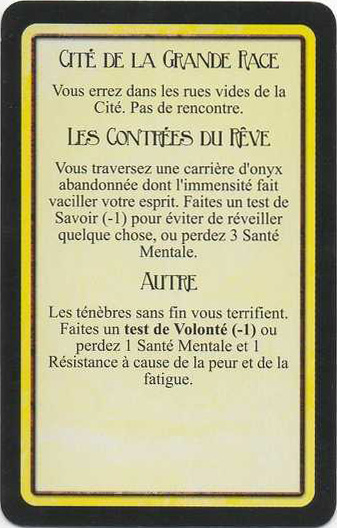 Cité de la Grande Race
Vous errez dans les rues vides de la
Cité. Pas de rencontre.
Les Contrées du Rêve
Vous traversez une carrière d'onyx
abandonnée dont l'immensité fait
vaciller votre esprit. Faites un test de
Savoir (-1) pour éviter de réveiller
quelque chose, ou perdez 3 Santé
Mentale.
Autre
Les ténèbres sans fin vous terrifient.
Faites un test de Volonté (-1) ou
perdez 1 Santé Mentale et 1
Résistance à cause de la peur et de la
fatigue.